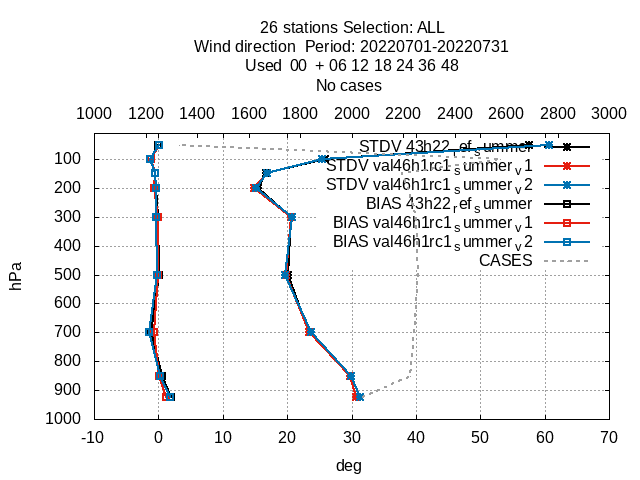 26 stations Selection: ALL
Wind direction  Period: 20220701-20220731
Used  00  + 06 12 18 24 36 48
No cases
1000 1200 1400 1600 1800 2000 2200 2400 2600 2800 3000
STDV 43h22_ref_summer
STDV val46h1rc1_summer_v1
STDV val46h1rc1_summer_v2
BIAS 43h22_ref_summer
BIAS val46h1rc1_summer_v1
BIAS val46h1rc1_summer_v2
CASES
100
200
300
400
500
600
700
800
900
1000
hPa
-10 0 10 20 30 40 50 60 70
deg